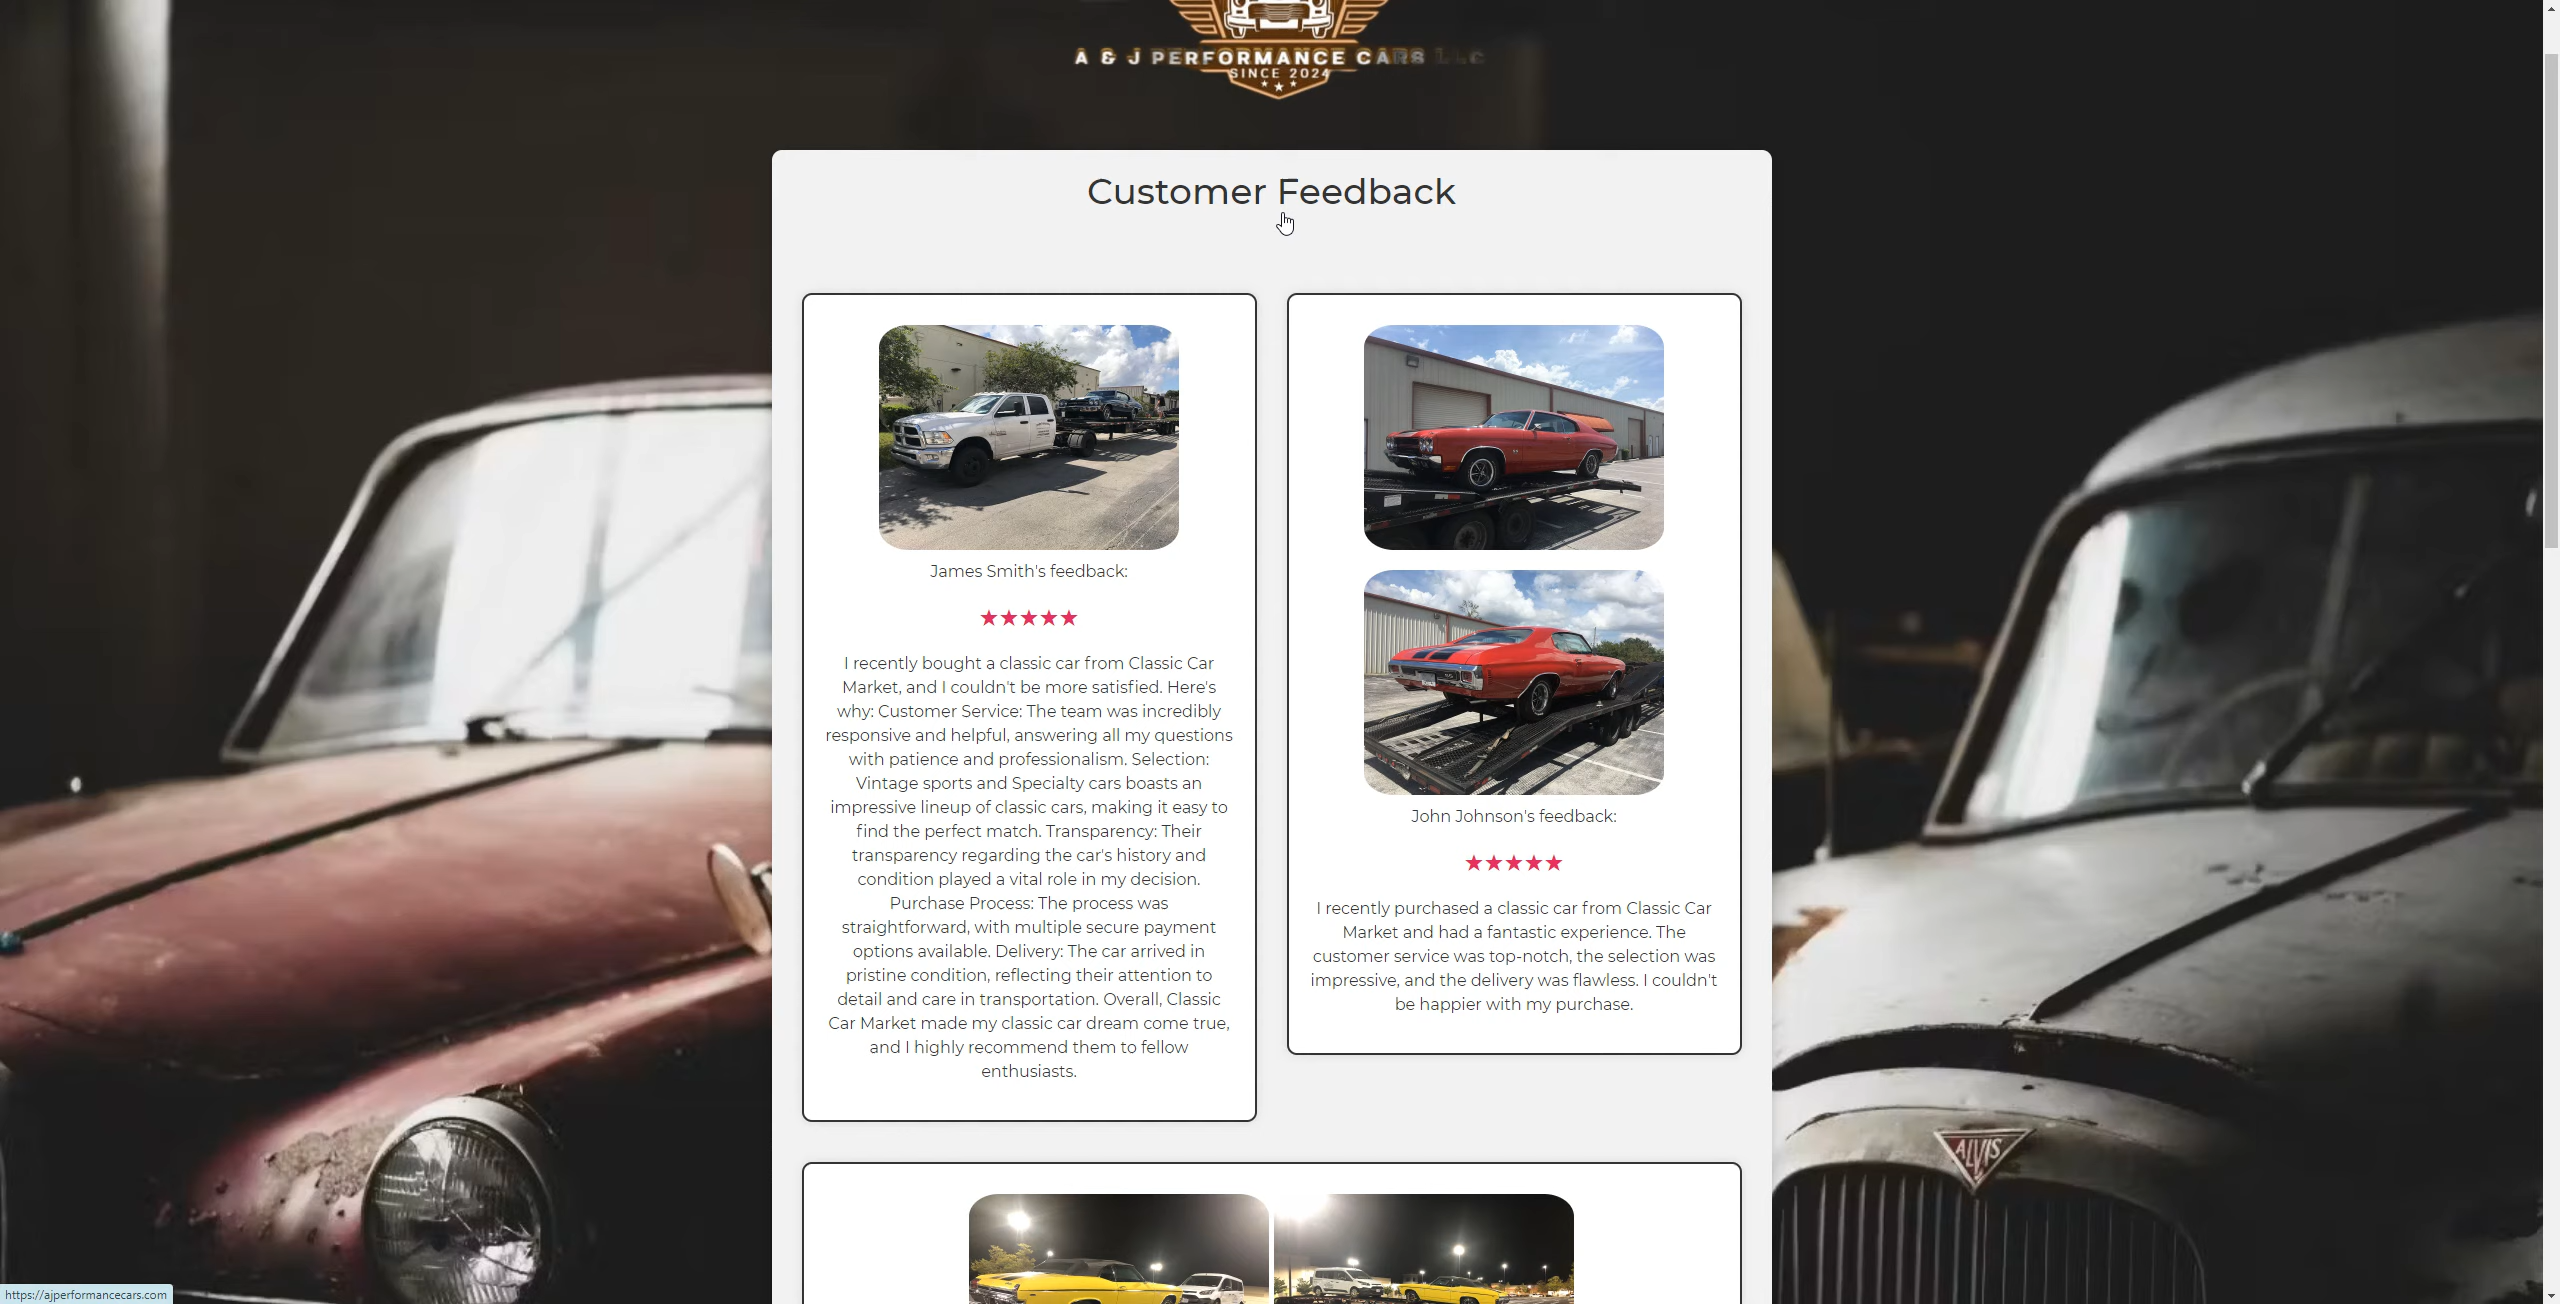 A & J PERFORMANCE CARS LLC
SINCE 2024
Customer Feedback
James Smith's feedback:
★★★★★
I recently bought a classic car from Classic Car
Market, and I couldn't be more satisfied. Here's
why: Customer Service: The team was incredibly
responsive and helpful, answering all my questions
with patience and professionalism. Selection:
Vintage sports and Specialty cars boasts an
impressive lineup of classic cars, making it easy to
find the perfect match. Transparency: Their
transparency regarding the car's history and
condition played a vital role in my decision.
Purchase Process: The process was
straightforward, with multiple secure payment
options available. Delivery: The car arrived in
pristine condition, reflecting their attention to
detail and care in transportation. Overall, Classic
Car Market made my classic car dream come true,
and I highly recommend them to fellow
enthusiasts.
John Johnson's feedback:
★★★★★
I recently purchased a classic car from Classic Car
Market and had a fantastic experience. The
customer service was top-notch, the selection was
impressive, and the delivery was flawless. I couldn't
be happier with my purchase.
ALVIS
https://ajperformancecars.com